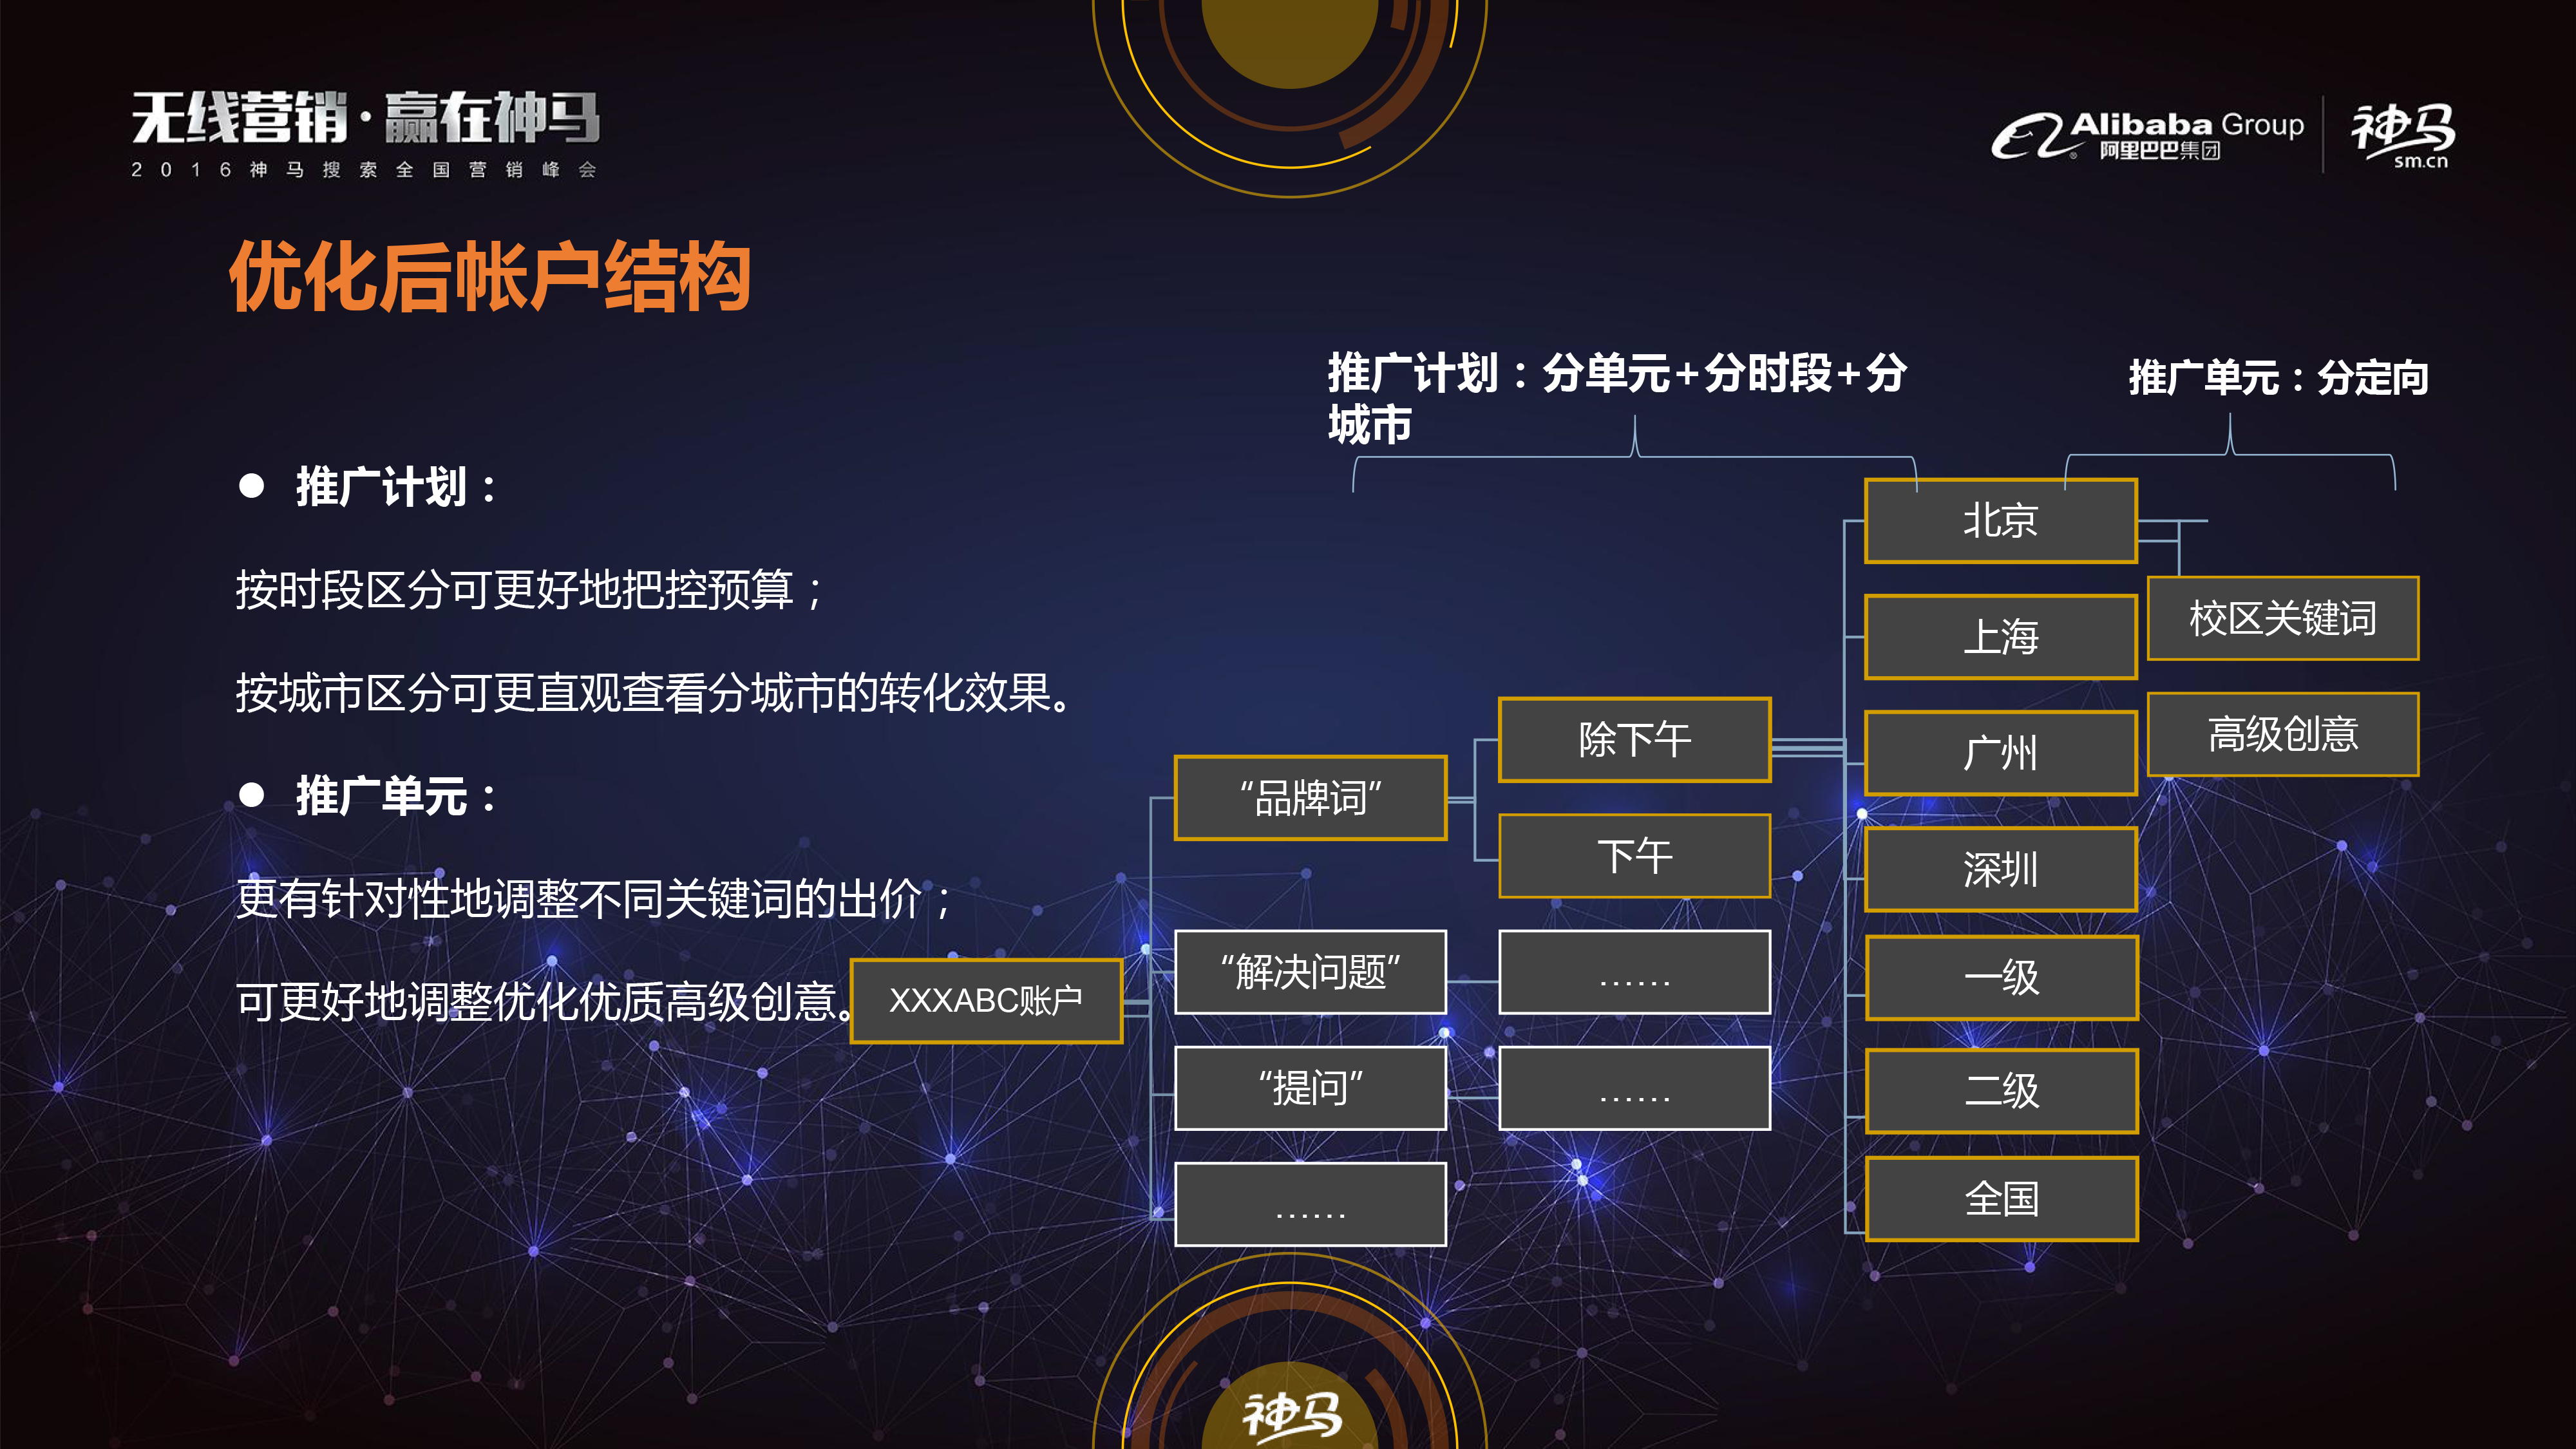 无线营销·赢在神马
2016神马搜索全国营销峰会
Alibaba Group
阿里巴巴集团
神马
sm.cn
优化后帐户结构
推广计划：分单元+分时段+分
城市
推广单元：分定向
● 推广计划：
按时段区分可更好地把控预算；
按城市区分可更直观查看分城市的转化效果。
● 推广单元：
更有针对性地调整不同关键词的出价；
可更好地调整优化优质高级创意。
XXXABC账户
“品牌词”
“解决问题”
“提问”
……
除下午
下午
……
……
北京
上海
广州
深圳
一级
二级
全国
校区关键词
高级创意
神马